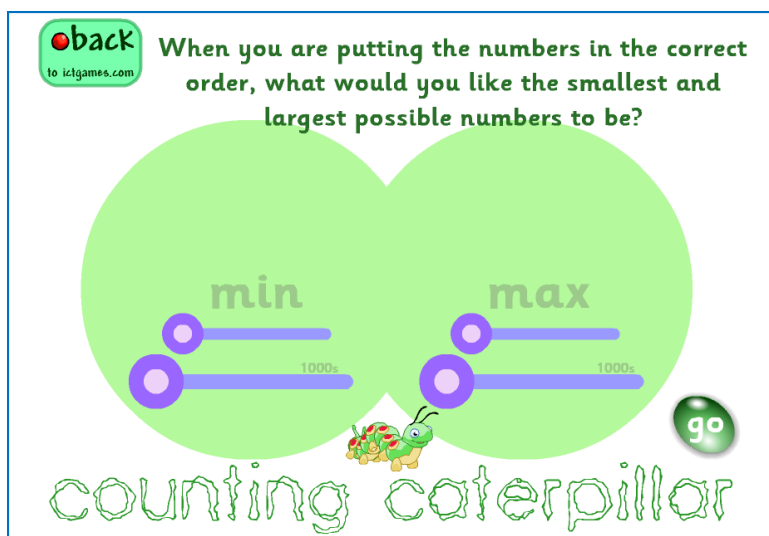 back
to ictgames.com
When you are putting the numbers in the correct
order, what would you like the smallest and
largest possible numbers to be?
min
max
1000s
1000s
go
counting caterpillar